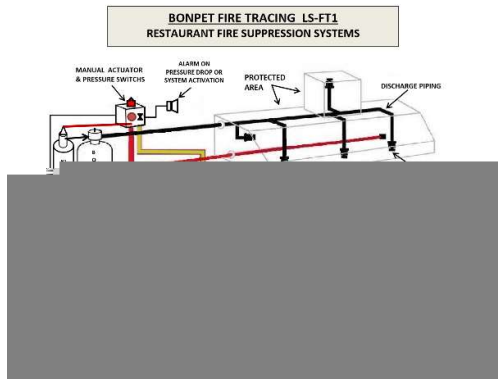 BONPET FIRE TRACING LS-FT1
RESTAURANT FIRE SUPPRESSION SYSTEMS
MANUAL ACTUATOR
& PRESSURE SWITCHS
ALARM ON
PRESSURE DROP OR
SYSTEM ACTIVATION
PROTECTED
AREA
DISCHARGE PIPING